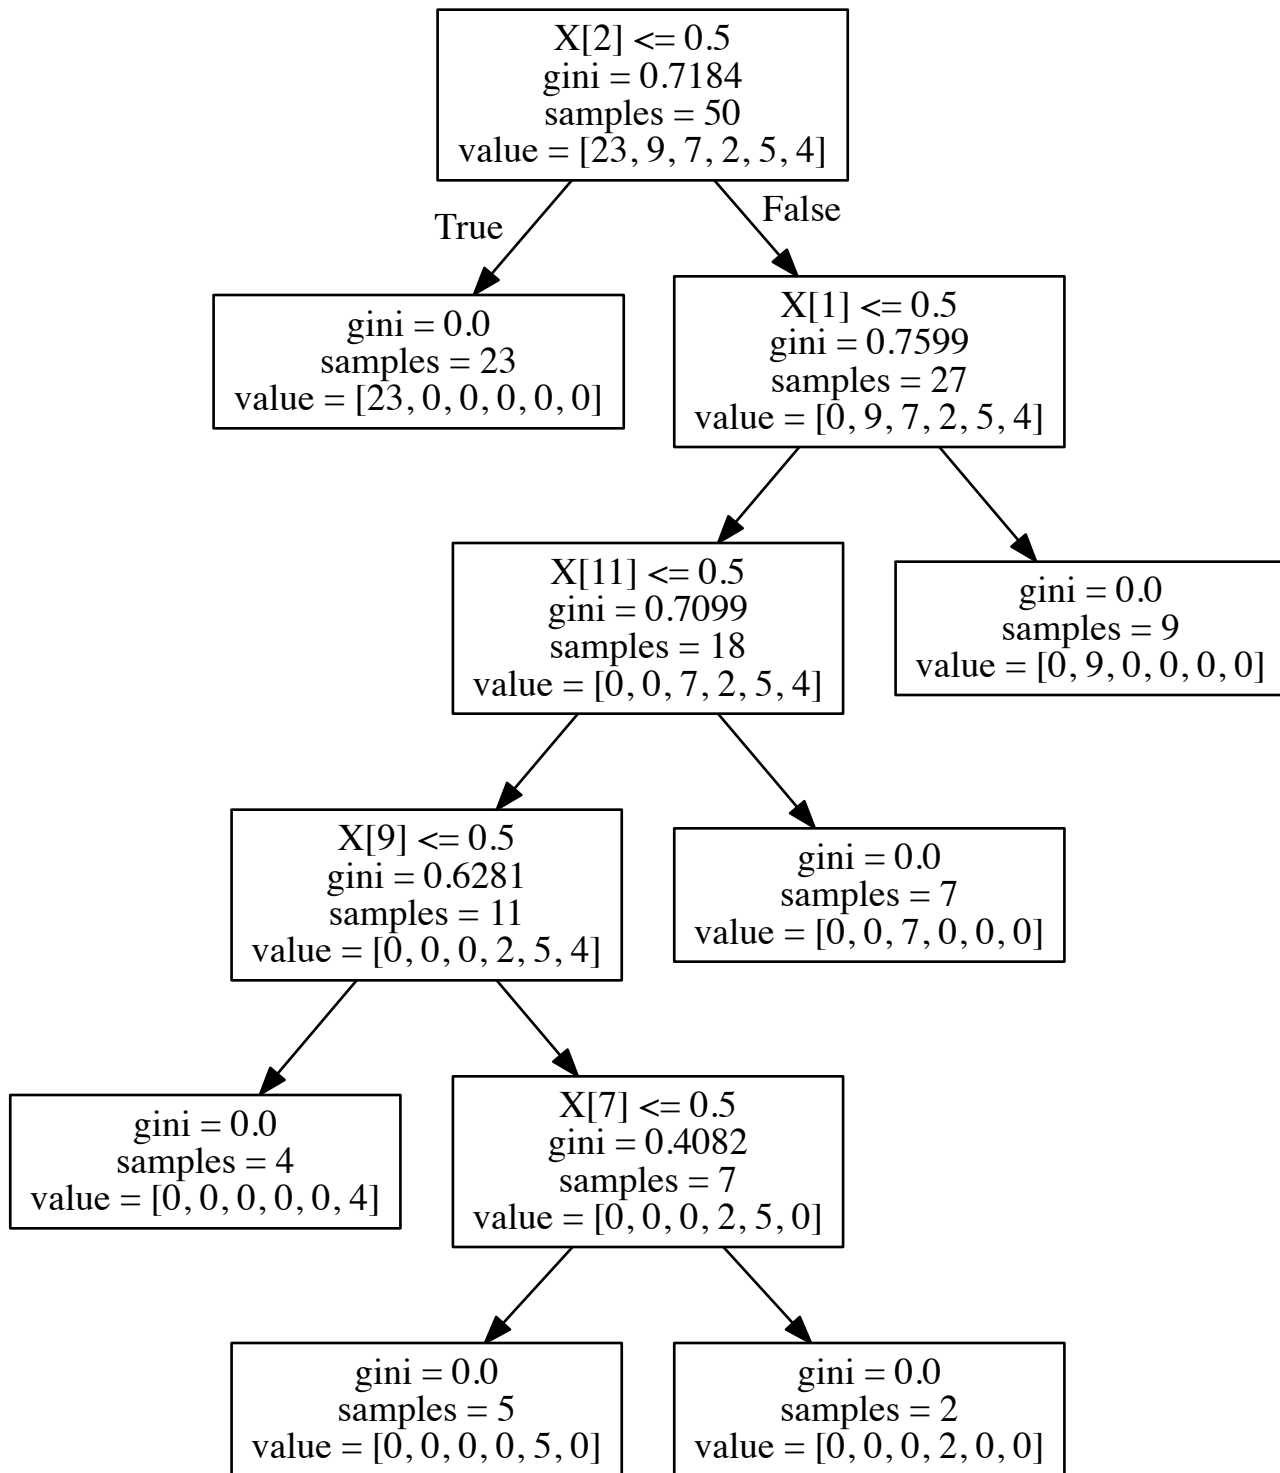 X[2] <= 0.5
gini = 0.7184
samples = 50
value = [23, 9, 7, 2, 5, 4]
True
False
gini = 0.0
samples = 23
value = [23, 0, 0, 0, 0, 0]
X[1] <= 0.5
gini = 0.7599
samples = 27
value = [0, 9, 7, 2, 5, 4]
X[11] <= 0.5
gini = 0.7099
samples = 18
value = [0, 0, 7, 2, 5, 4]
gini = 0.0
samples = 9
value = [0, 9, 0, 0, 0, 0]
X[9] <= 0.5
gini = 0.6281
samples = 11
value = [0, 0, 0, 2, 5, 4]
gini = 0.0
samples = 7
value = [0, 0, 7, 0, 0, 0]
gini = 0.0
samples = 4
value = [0, 0, 0, 0, 0, 4]
X[7] <= 0.5
gini = 0.4082
samples = 7
value = [0, 0, 0, 2, 5, 0]
gini = 0.0
samples = 5
value = [0, 0, 0, 0, 5, 0]
gini = 0.0
samples = 2
value = [0, 0, 0, 2, 0, 0]